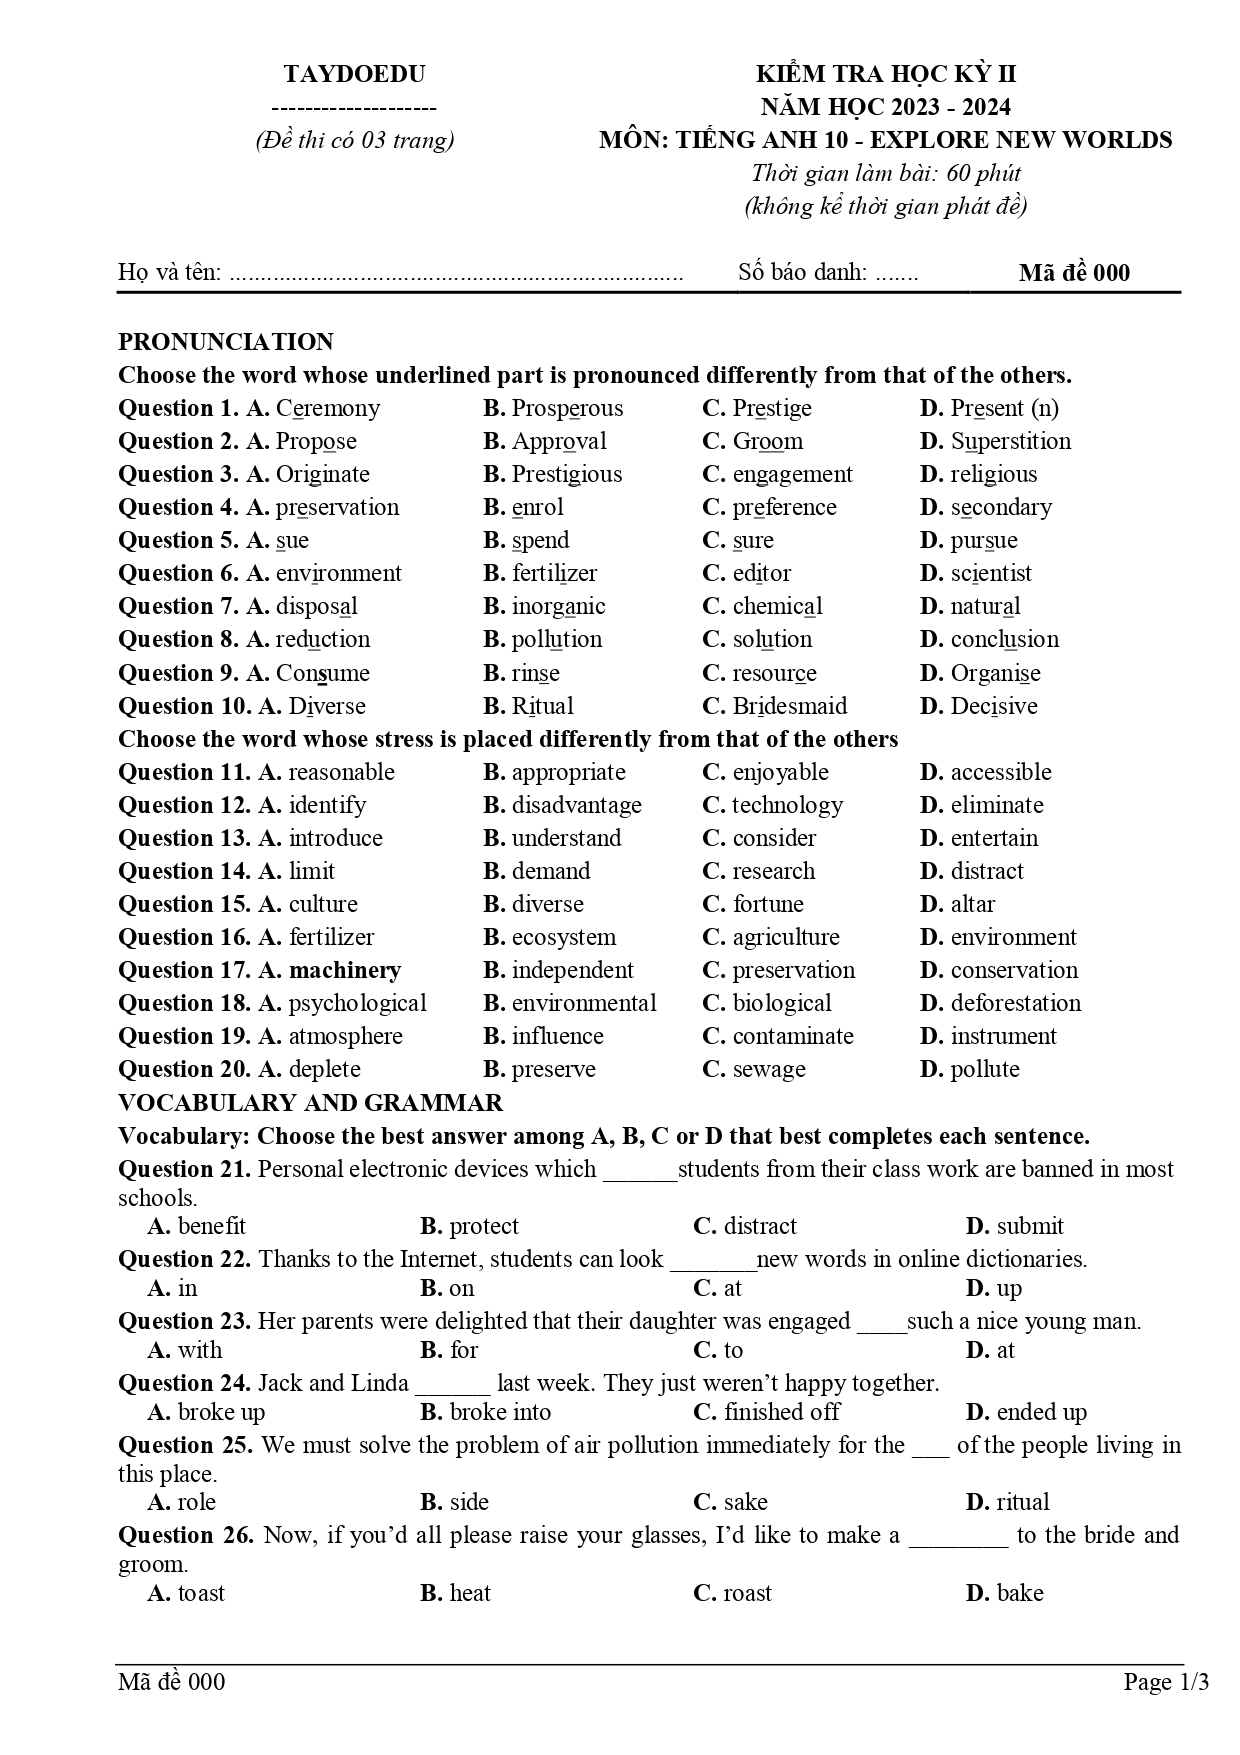 TAYDOEDU
--------------------
(Đề thi có 03 trang)
KIỂM TRA HỌC KỲ II
NĂM HỌC 2023 - 2024
MÔN: TIẾNG ANH 10 - EXPLORE NEW WORLDS
Thời gian làm bài: 60 phút
(không kể thời gian phát đề)
Họ và tên: ......................................................................... Số báo danh: ....... Mã đề 000
PRONUNCIATION
Choose the word whose underlined part is pronounced differently from that of the others.
Question 1. A. Ceremony B. Prosperous C. Prestige D. Present (n)
Question 2. A. Propose B. Approval C. Groom D. Superstition
Question 3. A. Originate B. Prestigious C. engagement D. religious
Question 4. A. preservation B. enrol C. preference D. secondary
Question 5. A. sue B. spend C. sure D. pursue
Question 6. A. environment B. fertilizer C. editor D. scientist
Question 7. A. disposal B. inorganic C. chemical D. natural
Question 8. A. reduction B. pollution C. solution D. conclusion
Question 9. A. Consume B. rinse C. resource D. Organise
Question 10. A. Diverse B. Ritual C. Bridesmaid D. Decisive
Choose the word whose stress is placed differently from that of the others
Question 11. A. reasonable B. appropriate C. enjoyable D. accessible
Question 12. A. identify B. disadvantage C. technology D. eliminate
Question 13. A. introduce B. understand C. consider D. entertain
Question 14. A. limit B. demand C. research D. distract
Question 15. A. culture B. diverse C. fortune D. altar
Question 16. A. fertilizer B. ecosystem C. agriculture D. environment
Question 17. A. machinery B. independent C. preservation D. conservation
Question 18. A. psychological B. environmental C. biological D. deforestation
Question 19. A. atmosphere B. influence C. contaminate D. instrument
Question 20. A. deplete B. preserve C. sewage D. pollute
VOCABULARY AND GRAMMAR
Vocabulary: Choose the best answer among A, B, C or D that best completes each sentence.
Question 21. Personal electronic devices which ______students from their class work are banned in most
schools.
A. benefit B. protect C. distract D. submit
Question 22. Thanks to the Internet, students can look _______new words in online dictionaries.
A. in B. on C. at D. up
Question 23. Her parents were delighted that their daughter was engaged ____such a nice young man.
A. with B. for C. to D. at
Question 24. Jack and Linda ______ last week. They just weren’t happy together.
A. broke up B. broke into C. finished off D. ended up
Question 25. We must solve the problem of air pollution immediately for the ___ of the people living in
this place.
A. role B. side C. sake D. ritual
Question 26. Now, if you’d all please raise your glasses, I’d like to make a ________ to the bride and
groom.
A. toast B. heat C. roast D. bake
Mã đề 000 Page 1/3